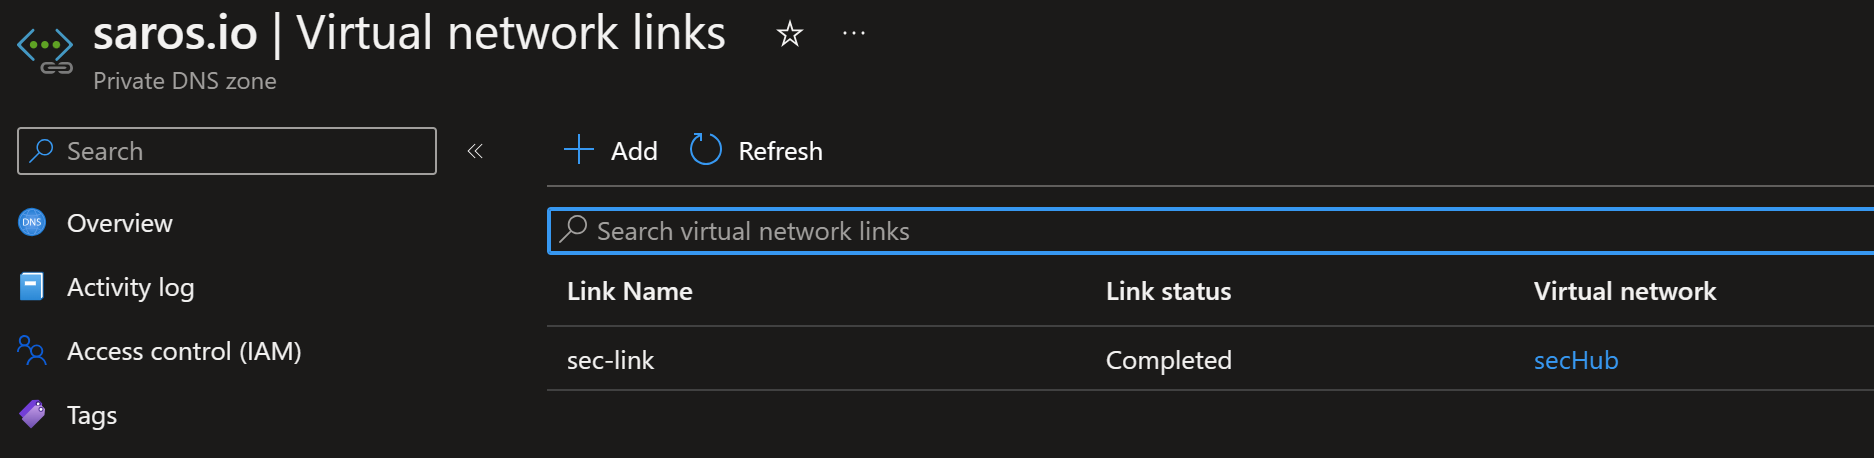 saros.io | Virtual network links ☆ ···
Private DNS zone
Search «
+ Add Refresh
DNS Overview
Search virtual network links
Activity log
Link Name Link status Virtual network
Access control (IAM)
sec-link Completed secHub
Tags